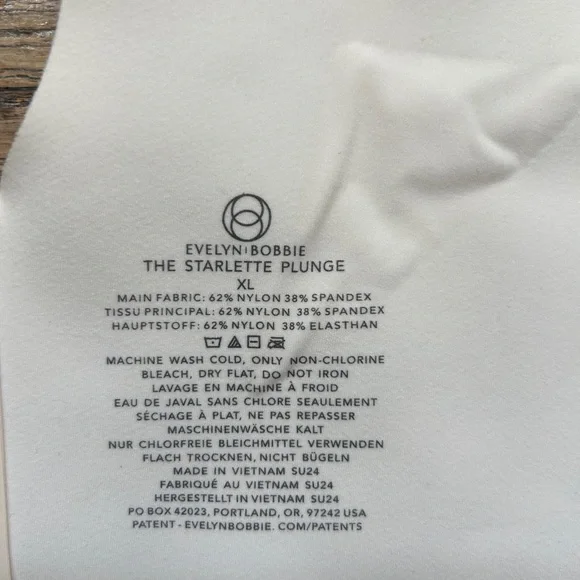 EVELYN BOBBIE
THE STARLETTE PLUNGE
XL
MAIN FABRIC: 62% NYLON 38% SPANDEX
TISSU PRINCIPAL: 62% NYLON 38% SPANDEX
HAUPTSTOFF: 62% NYLON 38% ELASTHAN
MACHINE WASH COLD, ONLY NON-CHLORINE
BLEACH, DRY FLAT, DO NOT IRON
LAVAGE EN MACHINE À FROID
EAU DE JAVAL SANS CHLORE SEAULEMENT
SÉCHAGE À PLAT, NE PAS REPASSER
MASCHINENWÄSCHE KALT
NUR CHLORFREIE BLEICHMITTEL VERWENDEN
FLACH TROCKNEN, NICHT BÜGELN
MADE IN VIETNAM SU24
FABRIQUÉ AU VIETNAM SU24
HERGESTELLT IN VIETNAM SU24
PO BOX 42023, PORTLAND, OR, 97242 USA
PATENT - EVELYNBOBBIE. COM/PATENTS